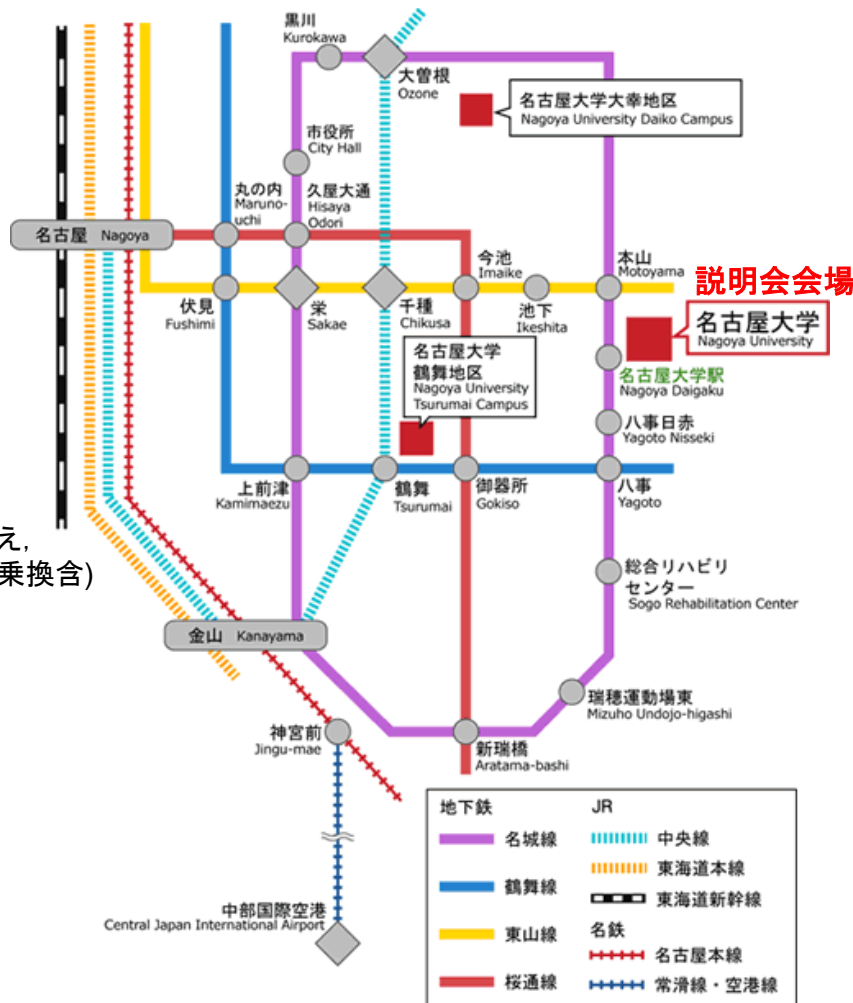 黒川
Kurokawa
大曽根
Ozone
名古屋大学大幸地区
Nagoya University Daiko Campus
市役所
City Hall
丸の内
Maruno-
uchi
久屋大通
Hisaya
Odori
名古屋 Nagoya
今池
Imaike
本山
Motoyama
説明会会場
伏見
Fushimi
栄
Sakae
千種
Chikusa
池下
Ikeshita
名古屋大学
Nagoya University
名古屋大学
鶴舞地区
Nagoya University
Tsurumai Campus
名古屋大学駅
Nagoya Daigaku
八事日赤
Yagoto Nisseki
上前津
Kamimaezu
鶴舞
Tsurumai
御器所
Gokiso
八事
Yagoto
え,
乗換含)
総合リハビリ
センター
Sogo Rehabilitation Center
金山 Kanayama
瑞穂運動場東
Mizuho Undojo-higashi
神宮前
Jingu-mae
新瑞橋
Aratama-bashi
中部国際空港
Central Japan International Airport
地下鉄
名城線
鶴舞線
東山線
桜通線
JR
中央線
東海道本線
東海道新幹線
名鉄
名古屋本線
常滑線・空港線